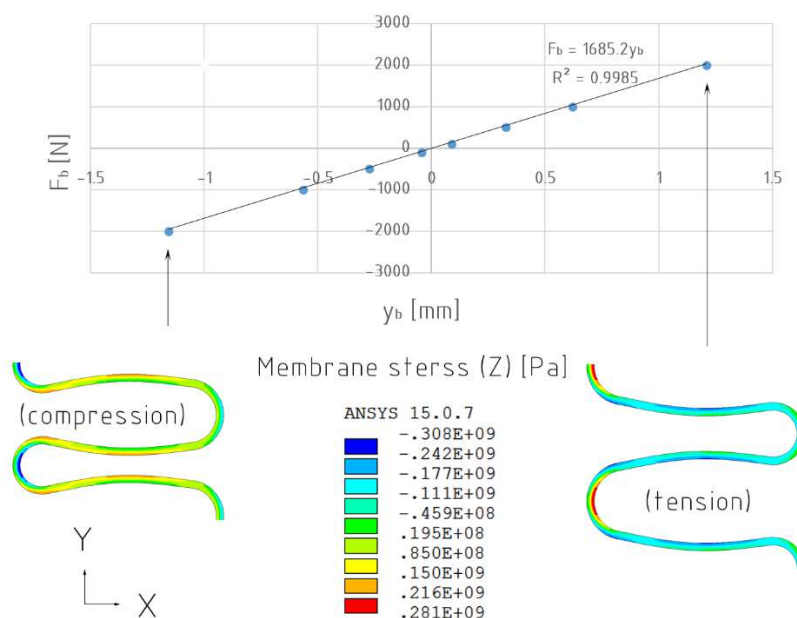 3000
Fb = 1685.2yb
R² = 0.9985
2000
1000
0
-1.5 -1 -0.5 0 0.5 1 1.5
-1000
-2000
-3000
Fb [N]
yb [mm]
Membrane sterss (Z) [Pa]
(compression)
(tension)
ANSYS 15.0.7
-.308E+09
-.242E+09
-.177E+09
-.111E+09
-.459E+08
.195E+08
.850E+08
.150E+09
.216E+09
.281E+09
Y
X